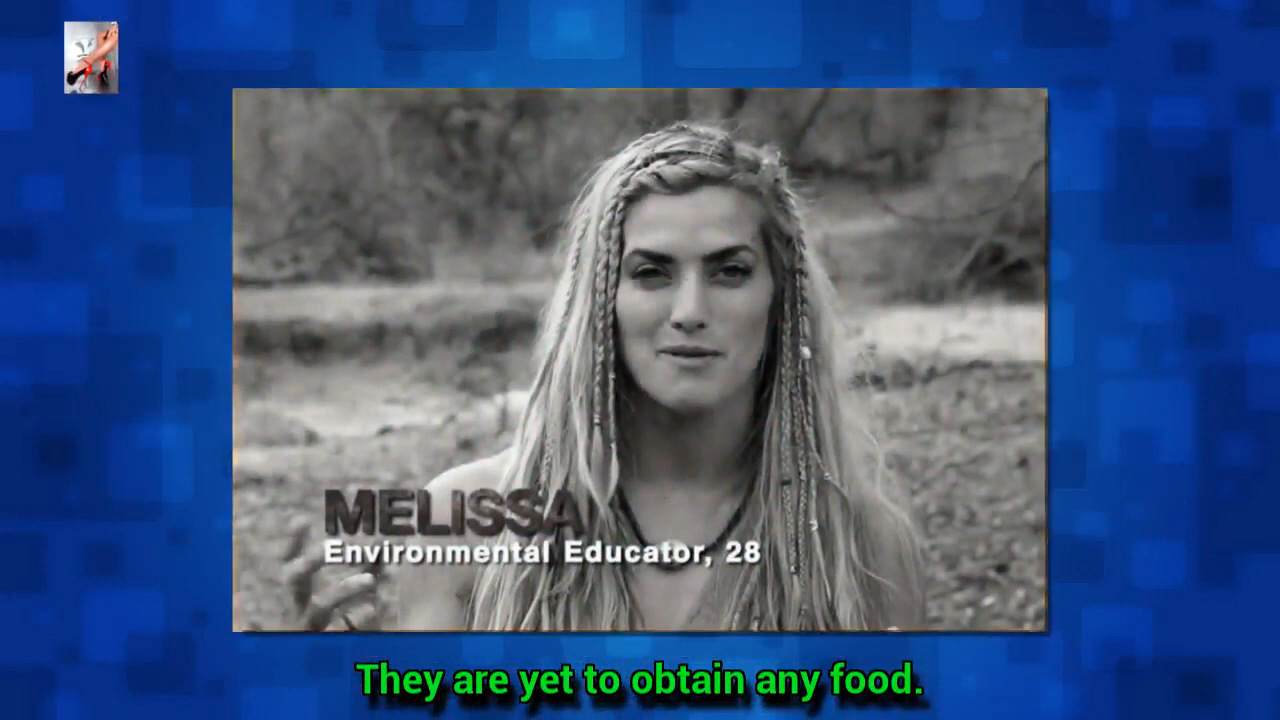 MELISSA
Environmental Educator, 28
They are yet to obtain any food.